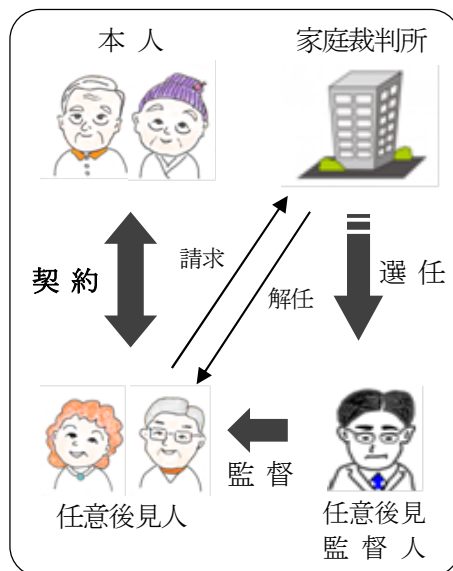 本人
家庭裁判所
契約
請求
解任
選任
監督
任意後見人
任意後見
監督人